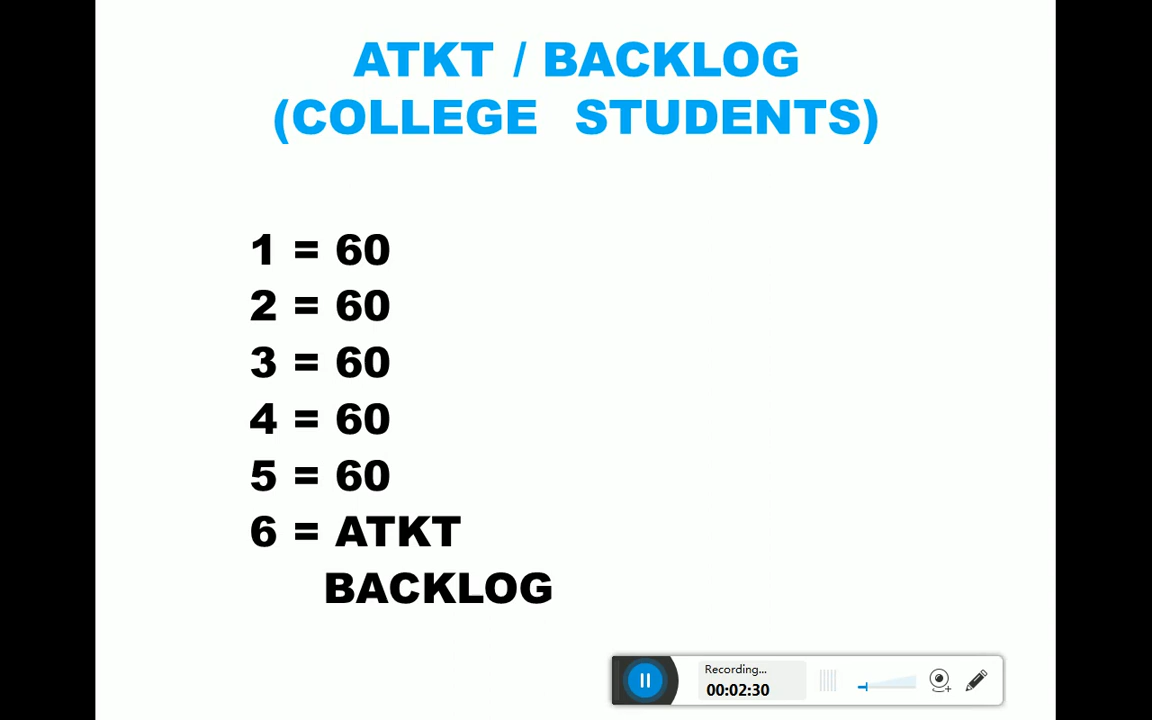 ATKT / BACKLOG
(COLLEGE STUDENTS)
1 = 60
2 = 60
3 = 60
4 = 60
5 = 60
6 = ATKT
BACKLOG
Recording...
00:02:30